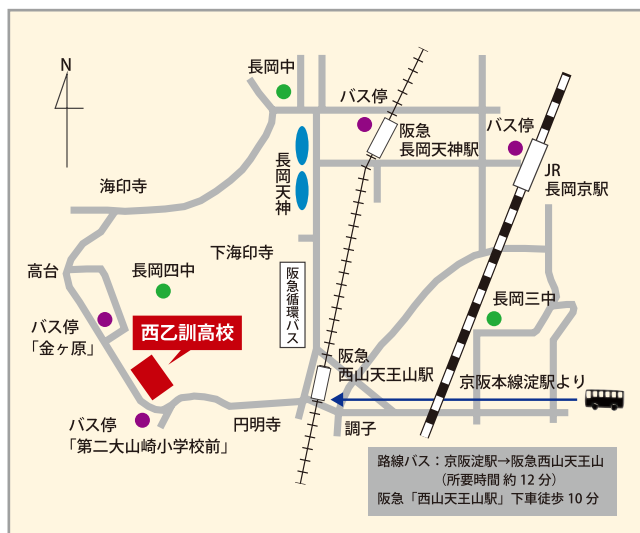 N
長岡中
バス停
阪急
長岡天神駅
バス停
JR
長岡京駅
長岡天神
海印寺
下海印寺
高台
長岡四中
阪急循環バス
長岡三中
バス停
「金ヶ原」
西乙訓高校
阪急
西山天王山駅
京阪本線淀駅より
バス停
「第二大山崎小学校前」
円明寺
調子
路線バス：京阪淀駅→阪急西山天王山
（所要時間 約12分）
阪急「西山天王山駅」下車徒歩10分